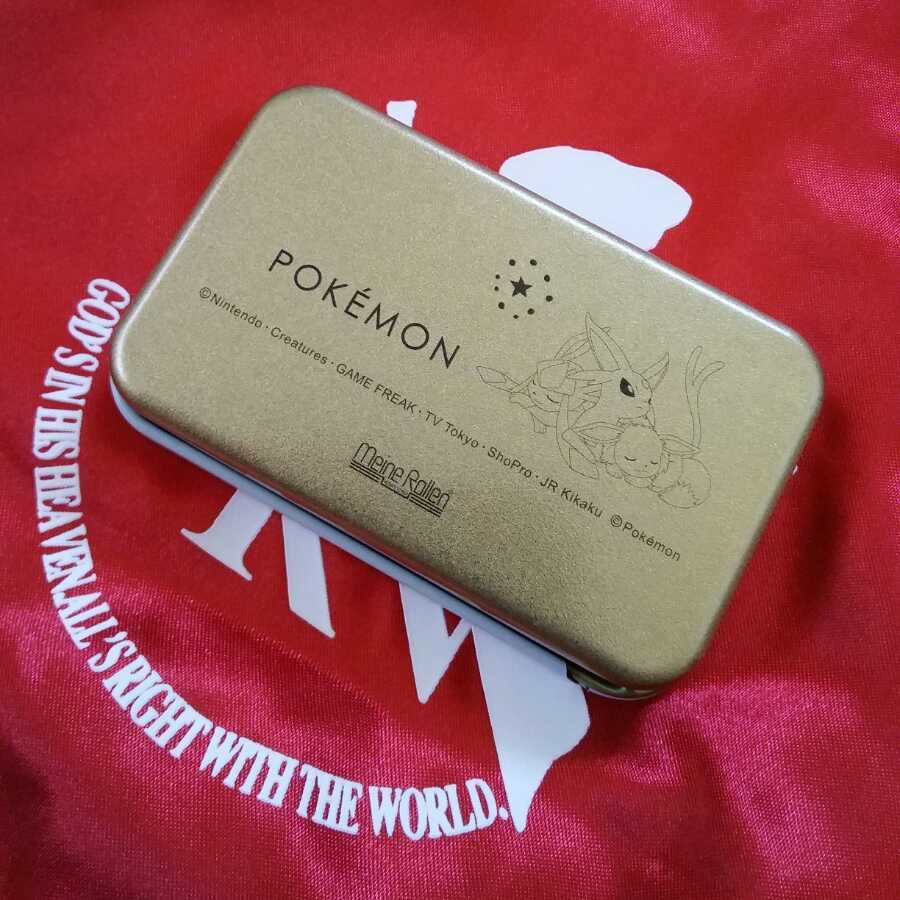 POKÉMON
©Nintendo・Creatures・GAME FREAK・TV Tokyo・ShoPro・JR Kikaku ©Pokémon
Meine Rollen
GOD'S IN HIS HEAVEN.ALL'S RIGHT WITH THE WORLD.